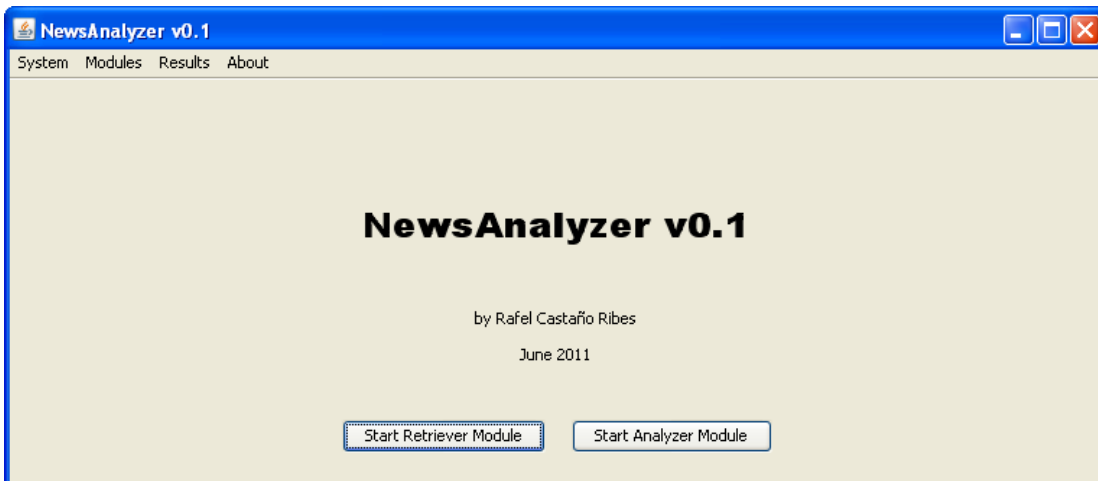 NewsAnalyzer v0.1
System Modules Results About
NewsAnalyzer v0.1
by Rafel Castaño Ribes
June 2011
Start Retriever Module Start Analyzer Module